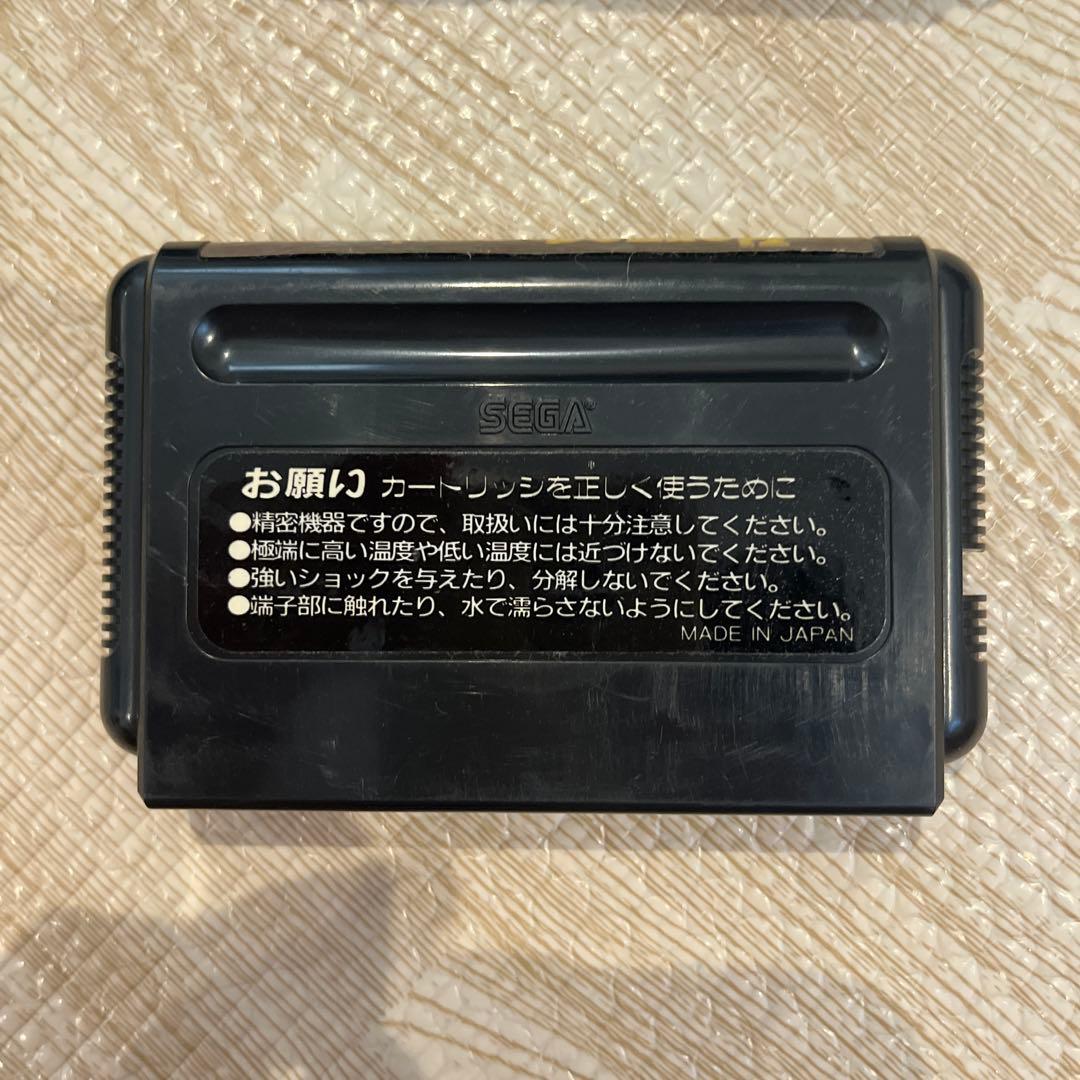 SEGA®
お願い カートリッジを正しく使うために
●精密機器ですので、取扱いには十分注意してください。
●極端に高い温度や低い温度には近づけないでください。
●強いショックを与えたり、分解しないでください。
●端子部に触れたり、水で濡らさないようにしてください。
MADE IN JAPAN